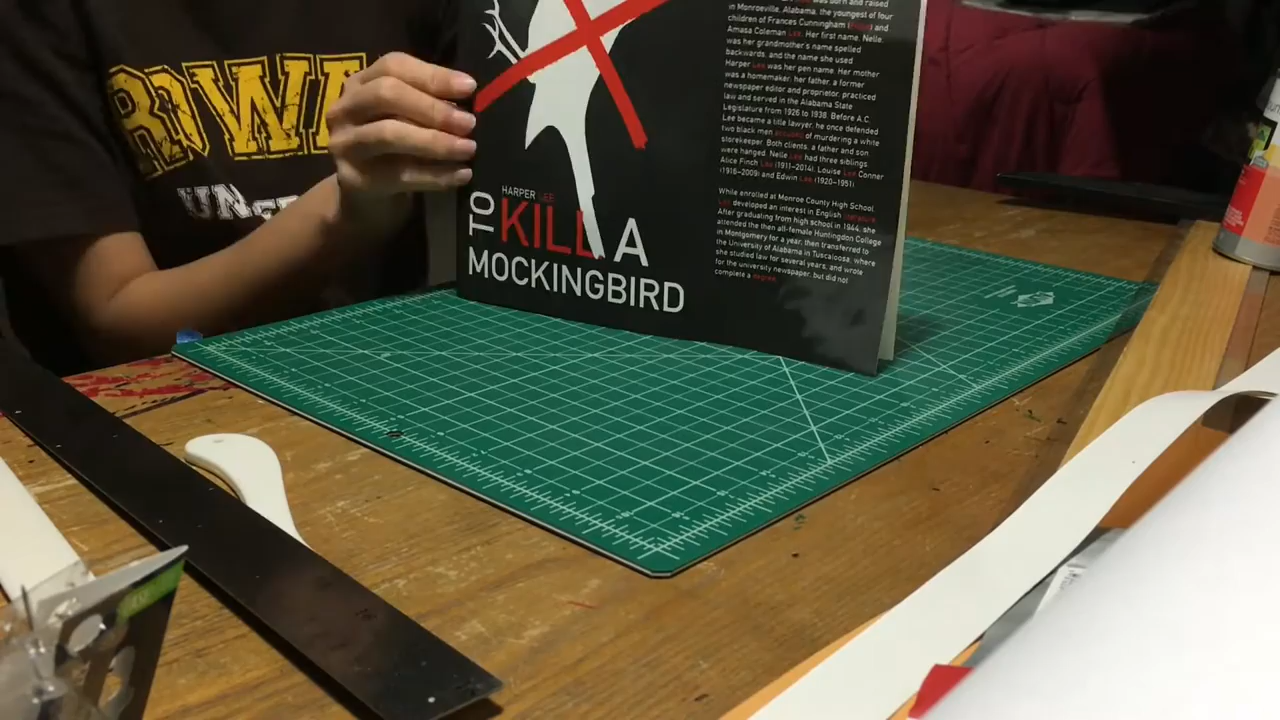 ROWA
UN
HARPER LEE
TO KILL A
MOCKINGBIRD
was born and raised
in Monroeville, Alabama, the youngest of four
children of Frances Cunningham (Finch) and
Amasa Coleman Lee. Her first name, Nelle,
was her grandmother's name spelled
backwards, and the name she used.
Harper Lee was her pen name. Her mother
was a homemaker; her father, a former
newspaper editor and proprietor, practiced
law and served in the Alabama State
Legislature from 1926 to 1938. Before A.C.
Lee became a title lawyer, he once defended
two black men accused of murdering a white
storekeeper. Both clients, a father and son
were hanged. Nelle Lee had three siblings
Alice Finch Lee (1911–2014), Louise Lee Conner
(1916–2009) and Edwin Lee (1920–1951).
While enrolled at Monroe County High School,
Lee developed an interest in English literature.
After graduating from high school in 1944, she
attended the then all-female Huntingdon College
in Montgomery for a year, then transferred to
the University of Alabama in Tuscaloosa, where
she studied law for several years, and wrote
for the university newspaper, but did not
complete a degree.